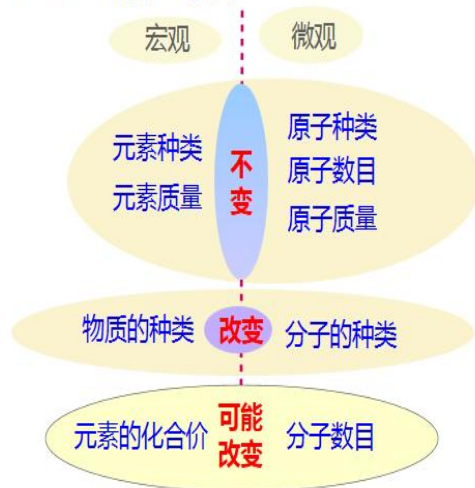 宏观 微观
元素种类
元素质量
不变
原子种类
原子数目
原子质量
物质的种类 改变 分子的种类
元素的化合价 可能改变 分子数目